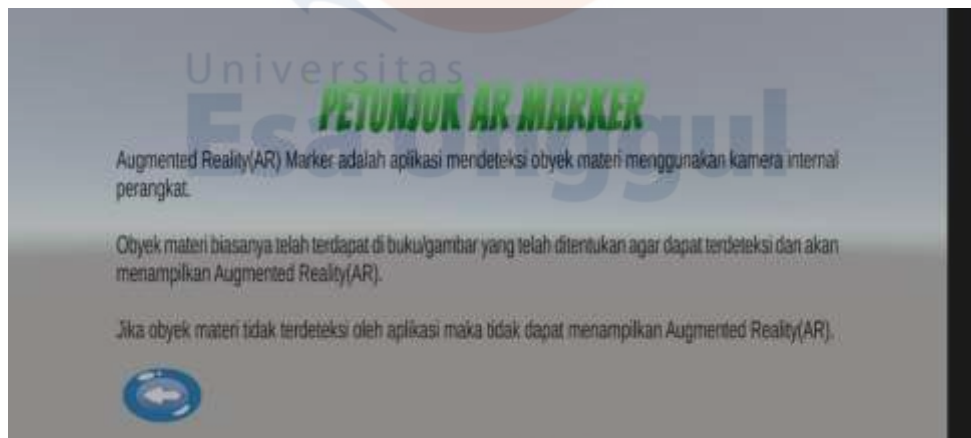 Universitas
Esa Unggul
PETUNJUK AR MARKER
Augmented Reality(AR) Marker adalah aplikasi mendeteksi obyek materi menggunakan kamera internal
perangkat.
Obyek materi biasanya telah terdapat di buku/gambar yang telah ditentukan agar dapat terdeteksi dan akan
menampilkan Augmented Reality(AR).
Jika obyek materi tidak terdeteksi oleh aplikasi maka tidak dapat menampilkan Augmented Reality(AR).